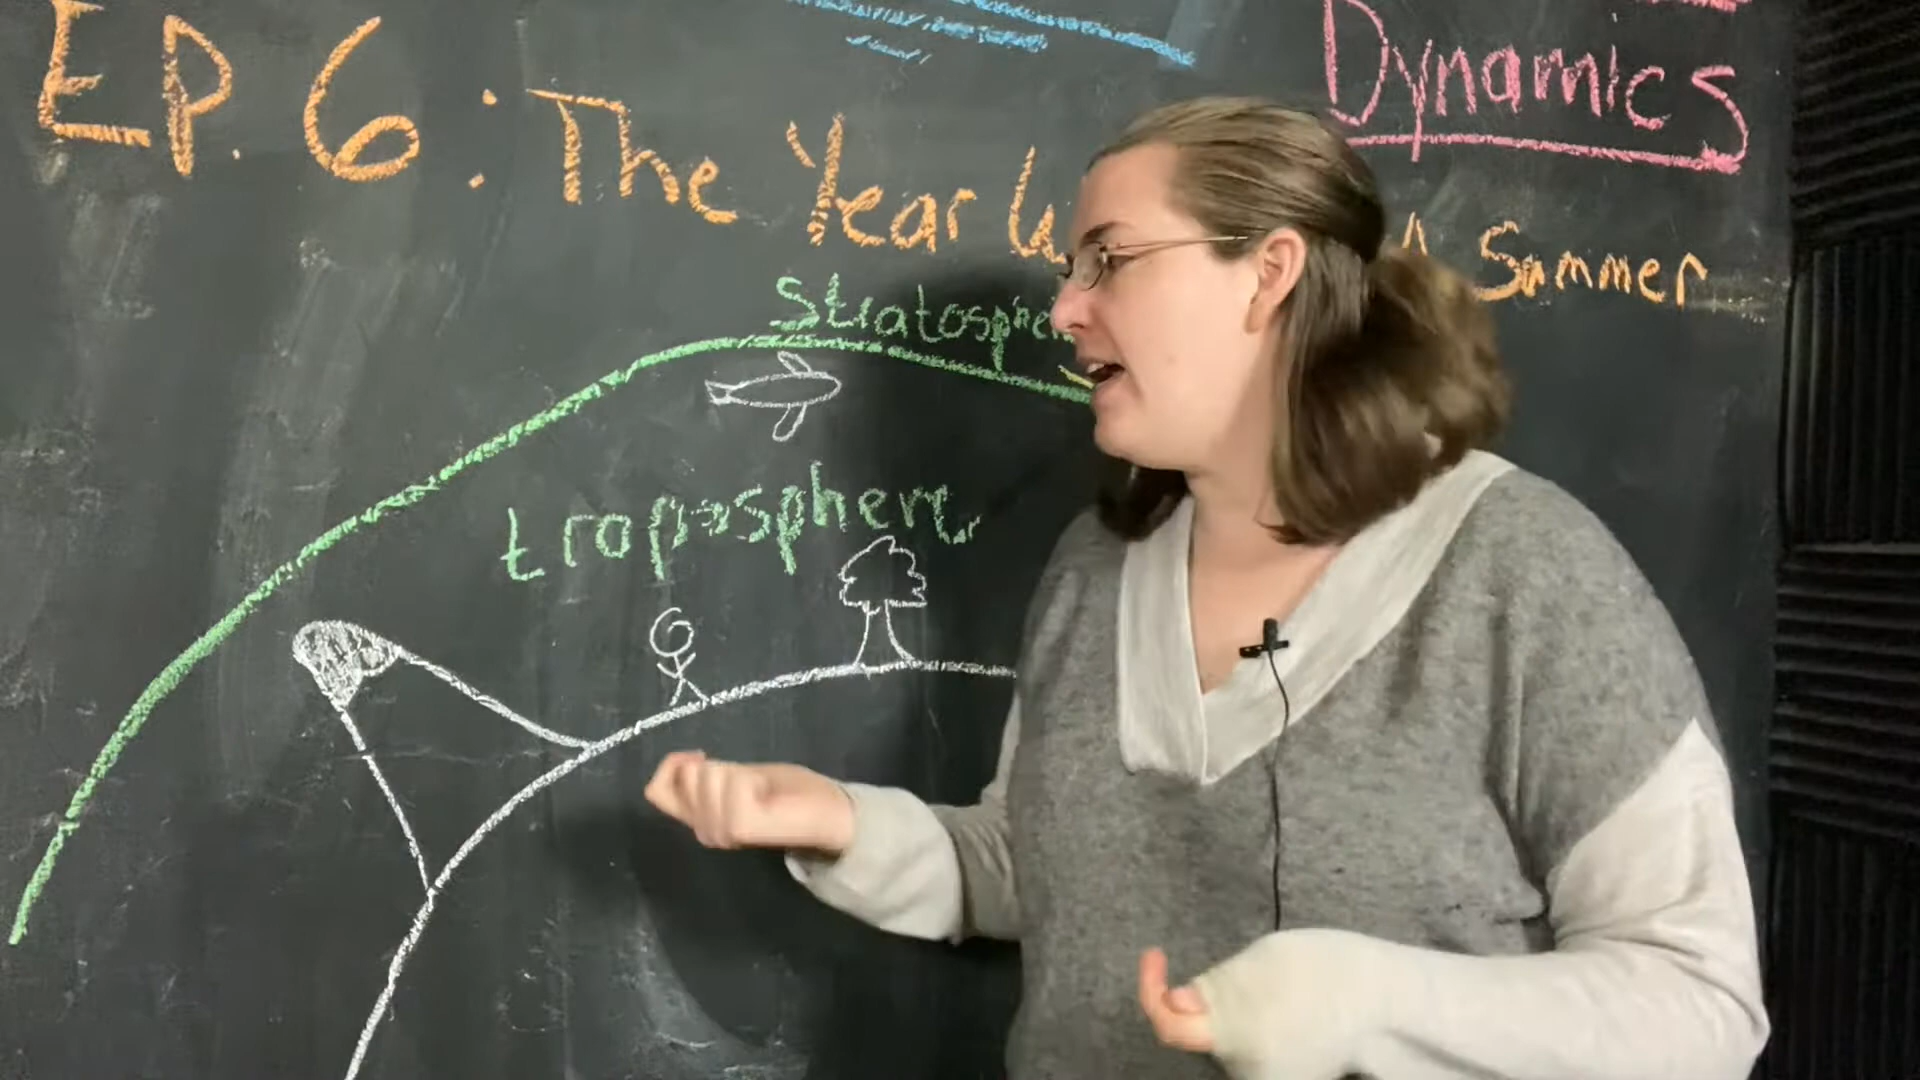 Dynamics
EP. 6: The Year A Summer
Stratosphe
troposphere